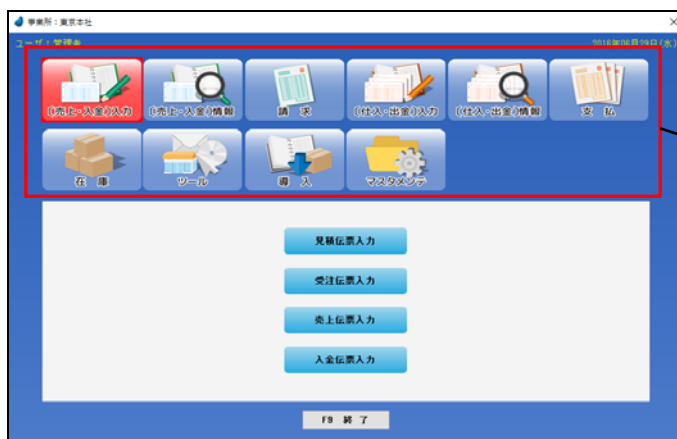 事業所：東京本社
ユーザ：管理者 2016年06月29日(水)
(売上・入金)入力 (売上・入金)情報 請 求 (仕入・出金)入力 (仕入・出金)情報 支 払
在 庫 ツール 導 入 マスタメンテ
見積伝票入力
受注伝票入力
売上伝票入力
入金伝票入力
F9 終 了